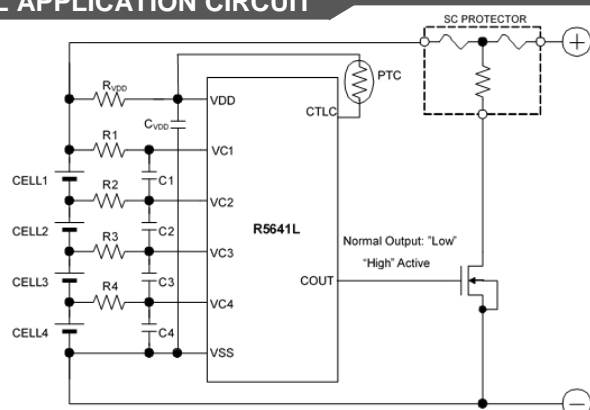 L APPLICATION CIRCUIT
SC PROTECTOR
RVDD
PTC
VDD
CVDD
CTLC
R1
VC1
CELL1
R2
C1
VC2
R5641L
CELL2
R3
C2
VC3
Normal Output: "Low"
"High" Active
CELL3
R4
C3
COUT
VC4
CELL4
C4
VSS